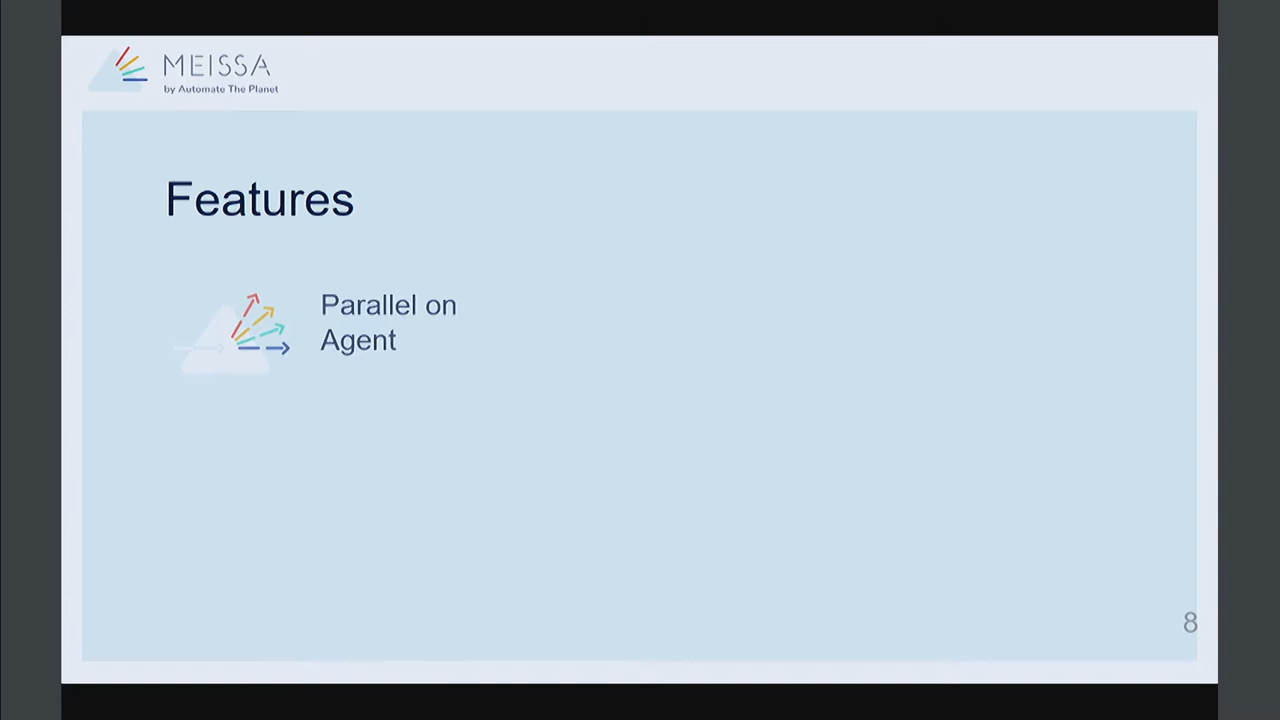 MEISSA
by Automate The Planet
Features
Parallel on
Agent
8